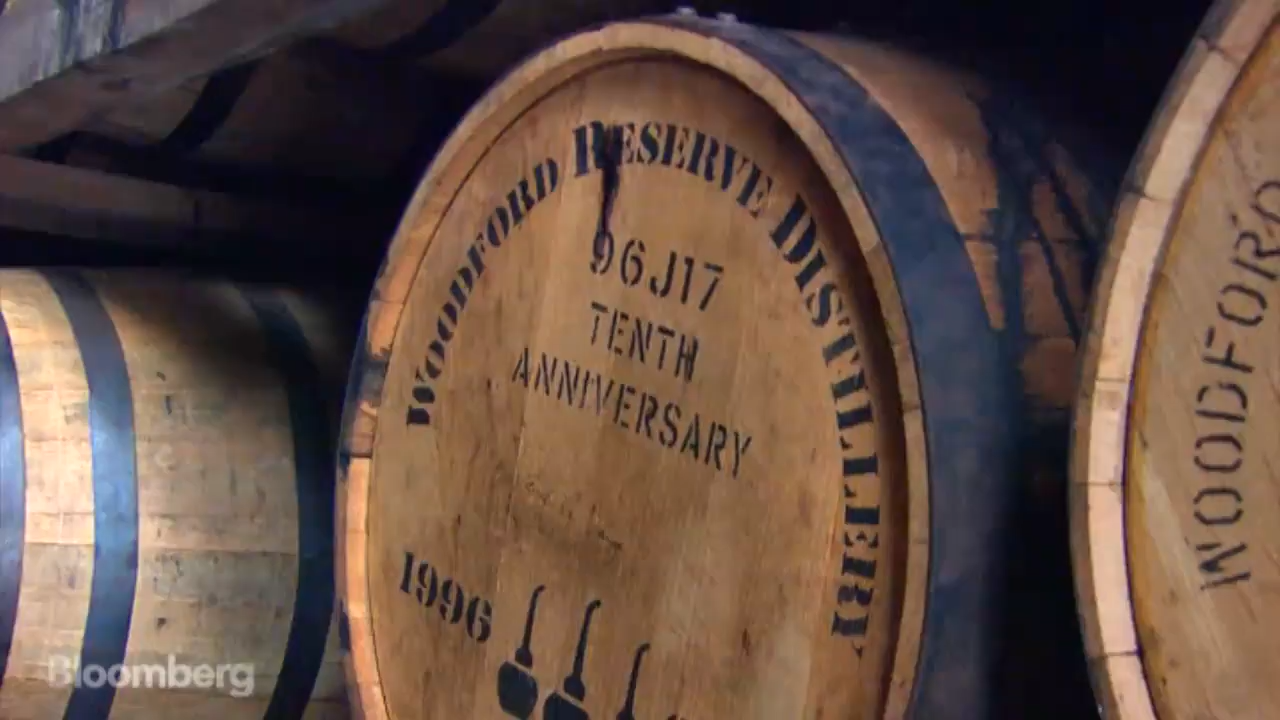 WOODFORD RESERVE DISTILLERY
96J17
TENTH
ANNIVERSARY
1996
WOODFORD
Bloomberg